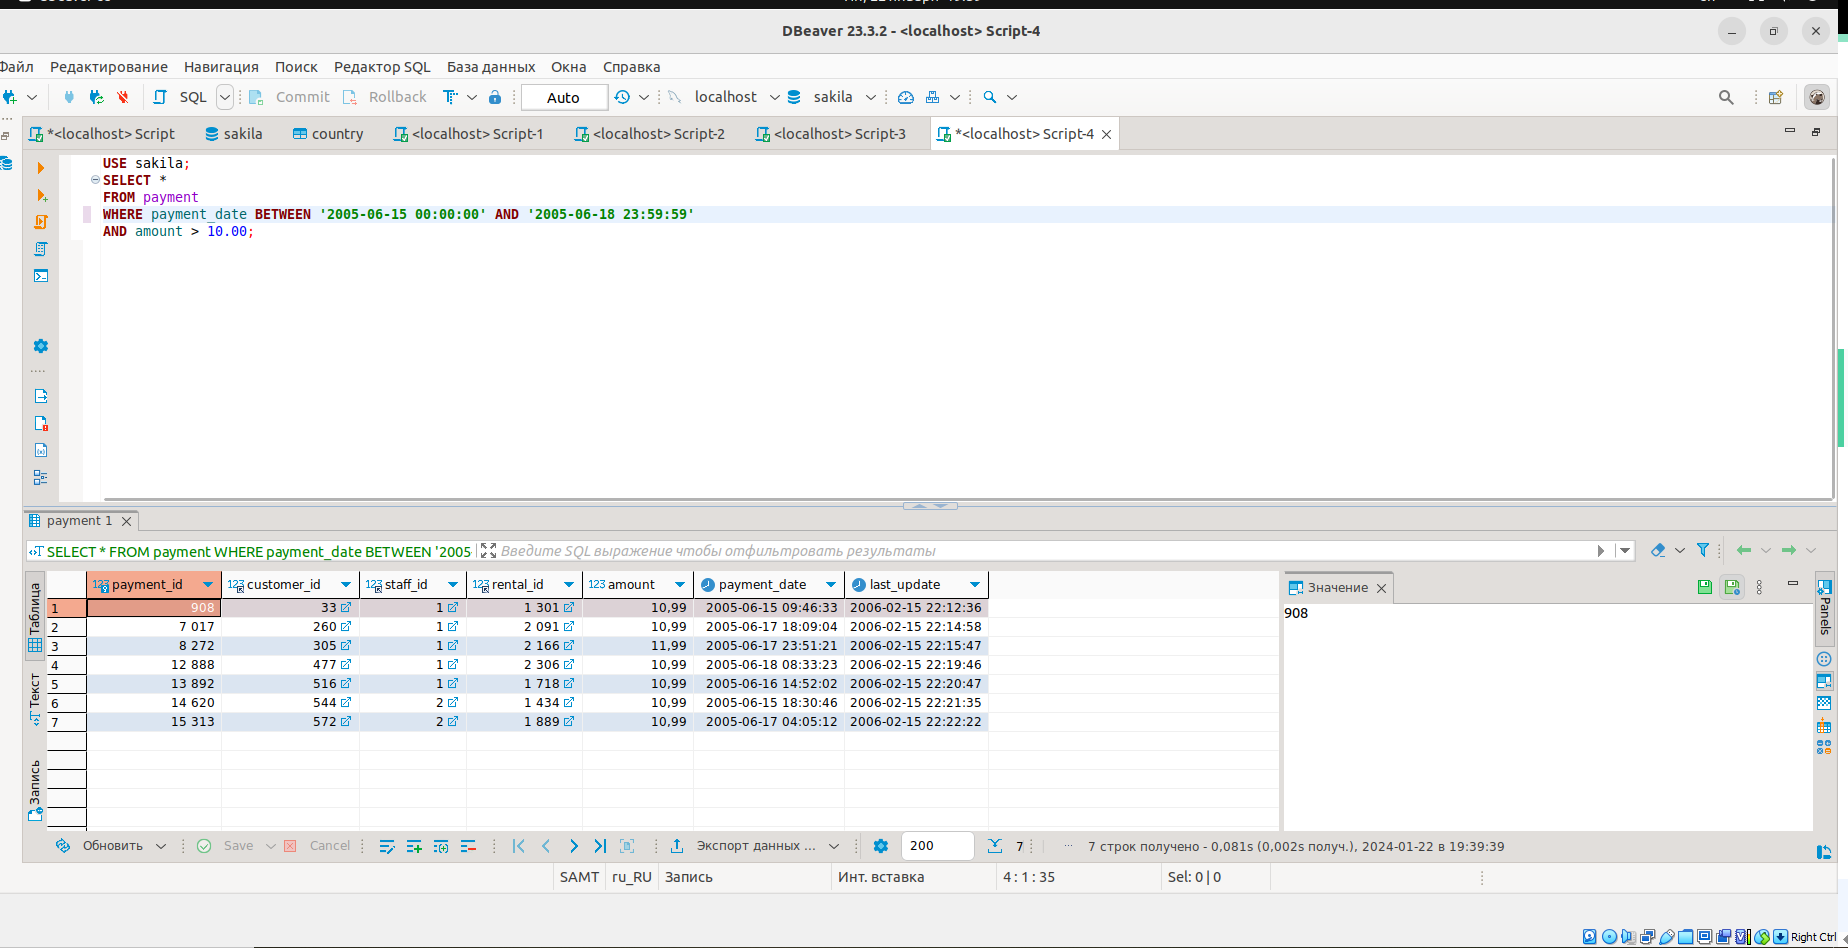 DBeaver 23.3.2 - <localhost> Script-4
Файл Редактирование Навигация Поиск Редактор SQL База данных Окна Справка
SQL Commit Rollback Auto localhost sakila
*<localhost> Script sakila country <localhost> Script-1 <localhost> Script-2 <localhost> Script-3 *<localhost> Script-4
USE sakila;
SELECT *
FROM payment
WHERE payment_date BETWEEN '2005-06-15 00:00:00' AND '2005-06-18 23:59:59'
AND amount > 10.00;
payment 1
SELECT * FROM payment WHERE payment_date BETWEEN '2005 Введите SQL выражение чтобы отфильтровать результаты
Таблица
Текст
Запись
123 payment_id 123 customer_id 123 staff_id 123 rental_id 123 amount payment_date last_update
1 908 33 1 1 301 10,99 2005-06-15 09:46:33 2006-02-15 22:12:36
2 7 017 260 1 2 091 10,99 2005-06-17 18:09:04 2006-02-15 22:14:58
3 8 272 305 1 2 166 11,99 2005-06-17 23:51:21 2006-02-15 22:15:47
4 12 888 477 1 2 306 10,99 2005-06-18 08:33:23 2006-02-15 22:19:46
5 13 892 516 1 1 718 10,99 2005-06-16 14:52:02 2006-02-15 22:20:47
6 14 620 544 2 1 434 10,99 2005-06-15 18:30:46 2006-02-15 22:21:35
7 15 313 572 2 1 889 10,99 2005-06-17 04:05:12 2006-02-15 22:22:22
Значение
908
Panels
Обновить Save Cancel Экспорт данных ... 200 7 ... 7 строк получено - 0,081s (0,002s получ.), 2024-01-22 в 19:39:39
SAMT ru_RU Запись Инт. вставка 4 : 1 : 35 Sel: 0 | 0
Right Ctrl